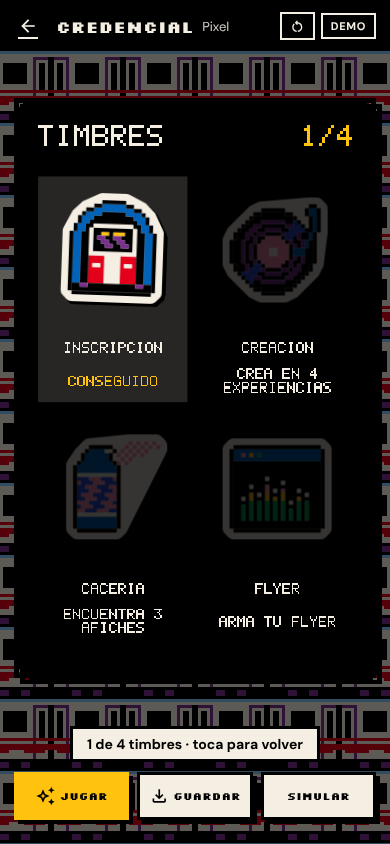 CREDENCIAL Pixel
DEMO
TIMBRES 1/4
INSCRIPCION
CONSEGUIDO
CREACION
CREA EN 4
EXPERIENCIAS
CACERIA
ENCUENTRA 3
AFICHES
FLYER
ARMA TU FLYER
1 de 4 timbres · toca para volver
JUGAR
GUARDAR
SIMULAR